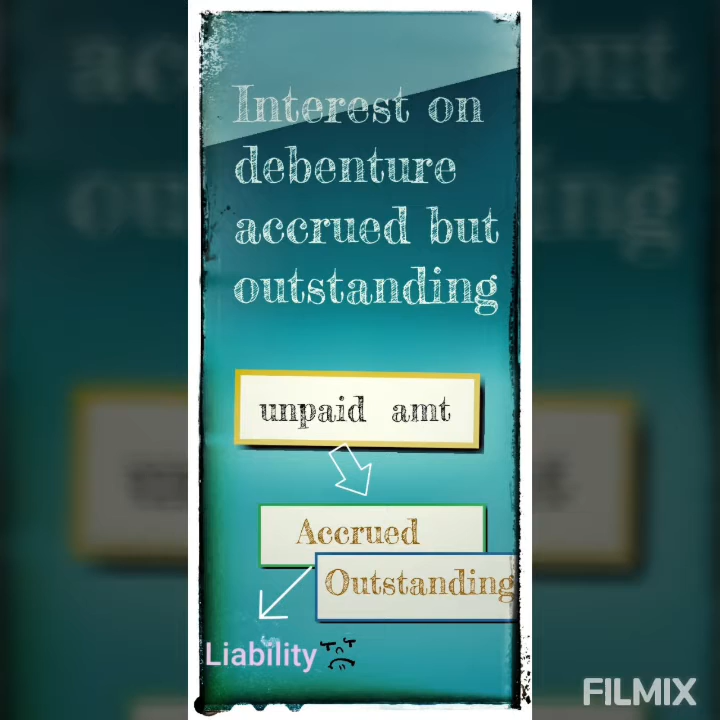 Interest on
debenture
accrued but
outstanding
unpaid amt
Accrued
Outstanding
Liability
FILMIX